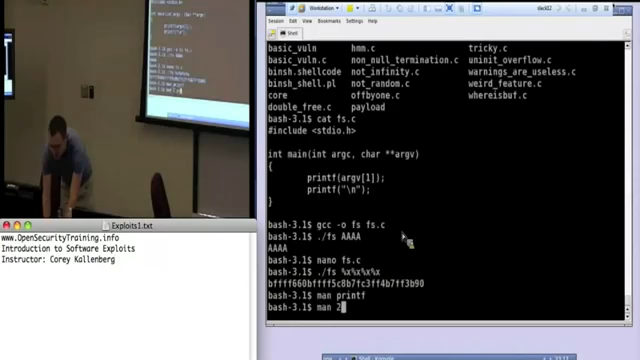 Workstation
Session Edit View Bookmarks Settings Help
Shell
basic_vuln hmm.c tricky.c
basic_vuln.c non_null_termination.c uninit_overflow.c
binsh.shellcode not_infinity.c warnings_are_useless.c
binsh_shell.pl not_random.c weird_feature.c
core offbyone.c whereisbuf.c
double_free.c payload
bash-3.1$ cat fs.c
#include <stdio.h>
int main(int argc, char **argv)
{
printf(argv[1]);
printf("\n");
}
bash-3.1$ gcc -o fs fs.c
bash-3.1$ ./fs AAAA
AAAA
bash-3.1$ nano fs.c
bash-3.1$ ./fs %x%x%x%x
bffff660bffff5c8b7fc3ff4b7ff3b90
bash-3.1$ man printf
bash-3.1$ man 2
Exploits1.txt
www.OpenSecurityTraining.info
Introduction to Software Exploits
Instructor: Corey Kallenberg